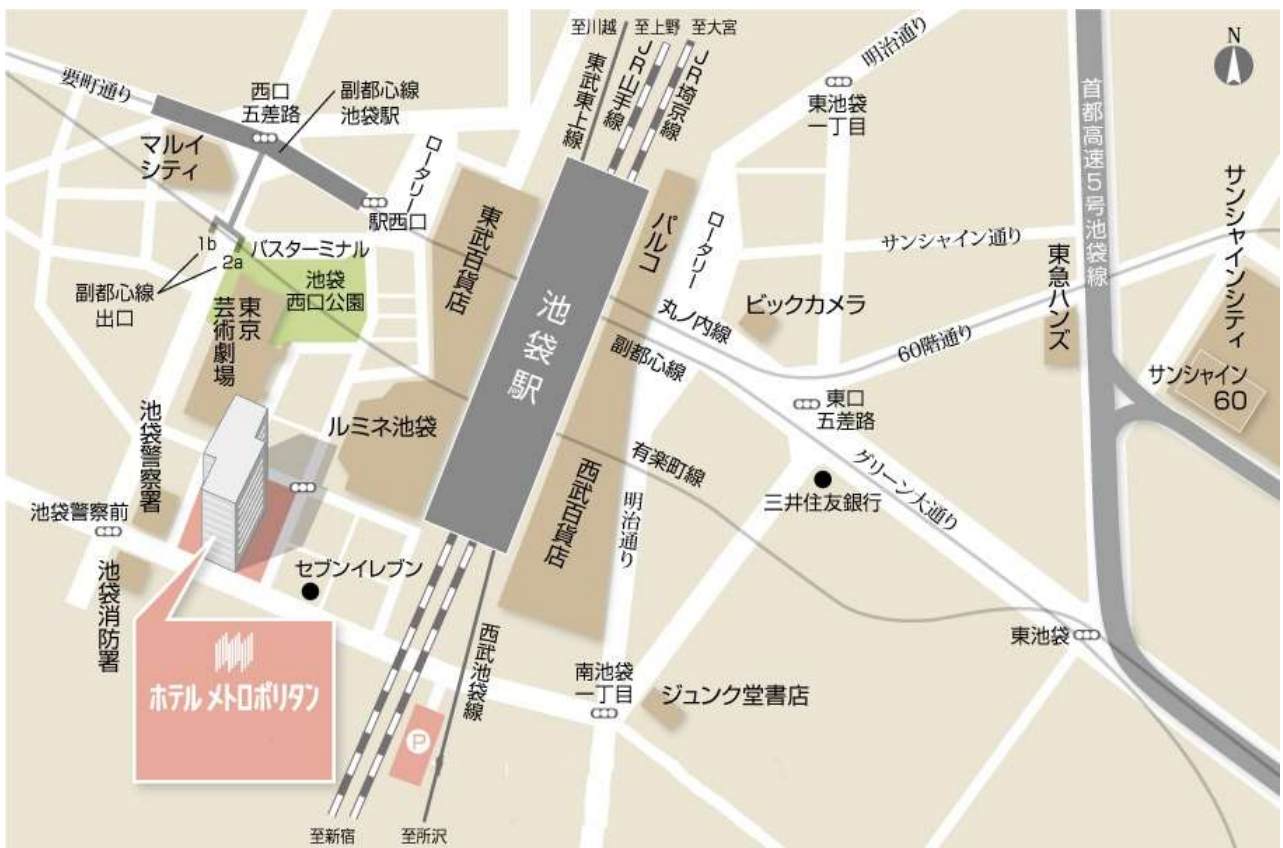 至川越
至上野
至大宮
東武東上線
JR山手線
JR埼京線
明治通り
N
要町通り
西口
五差路
副都心線
池袋駅
東池袋
一丁目
首都高速5号池袋線
マルイ
シティ
ロータリー
駅西口
東武百貨店
パルコ
ロータリー
サンシャイン通り
サンシャインシティ
1b
2a
バスターミナル
副都心線
出口
池袋
西口公園
東京
芸術劇場
池袋駅
丸ノ内線
副都心線
ビックカメラ
60階通り
東急ハンズ
サンシャイン
60
東口
五差路
池袋警察署
ルミネ池袋
有楽町線
グリーン大通り
三井住友銀行
池袋警察前
西武百貨店
明治通り
池袋消防署
セブンイレブン
東池袋
ホテル メトロポリタン
西武池袋線
南池袋
一丁目
ジュンク堂書店
P
至新宿
至所沢